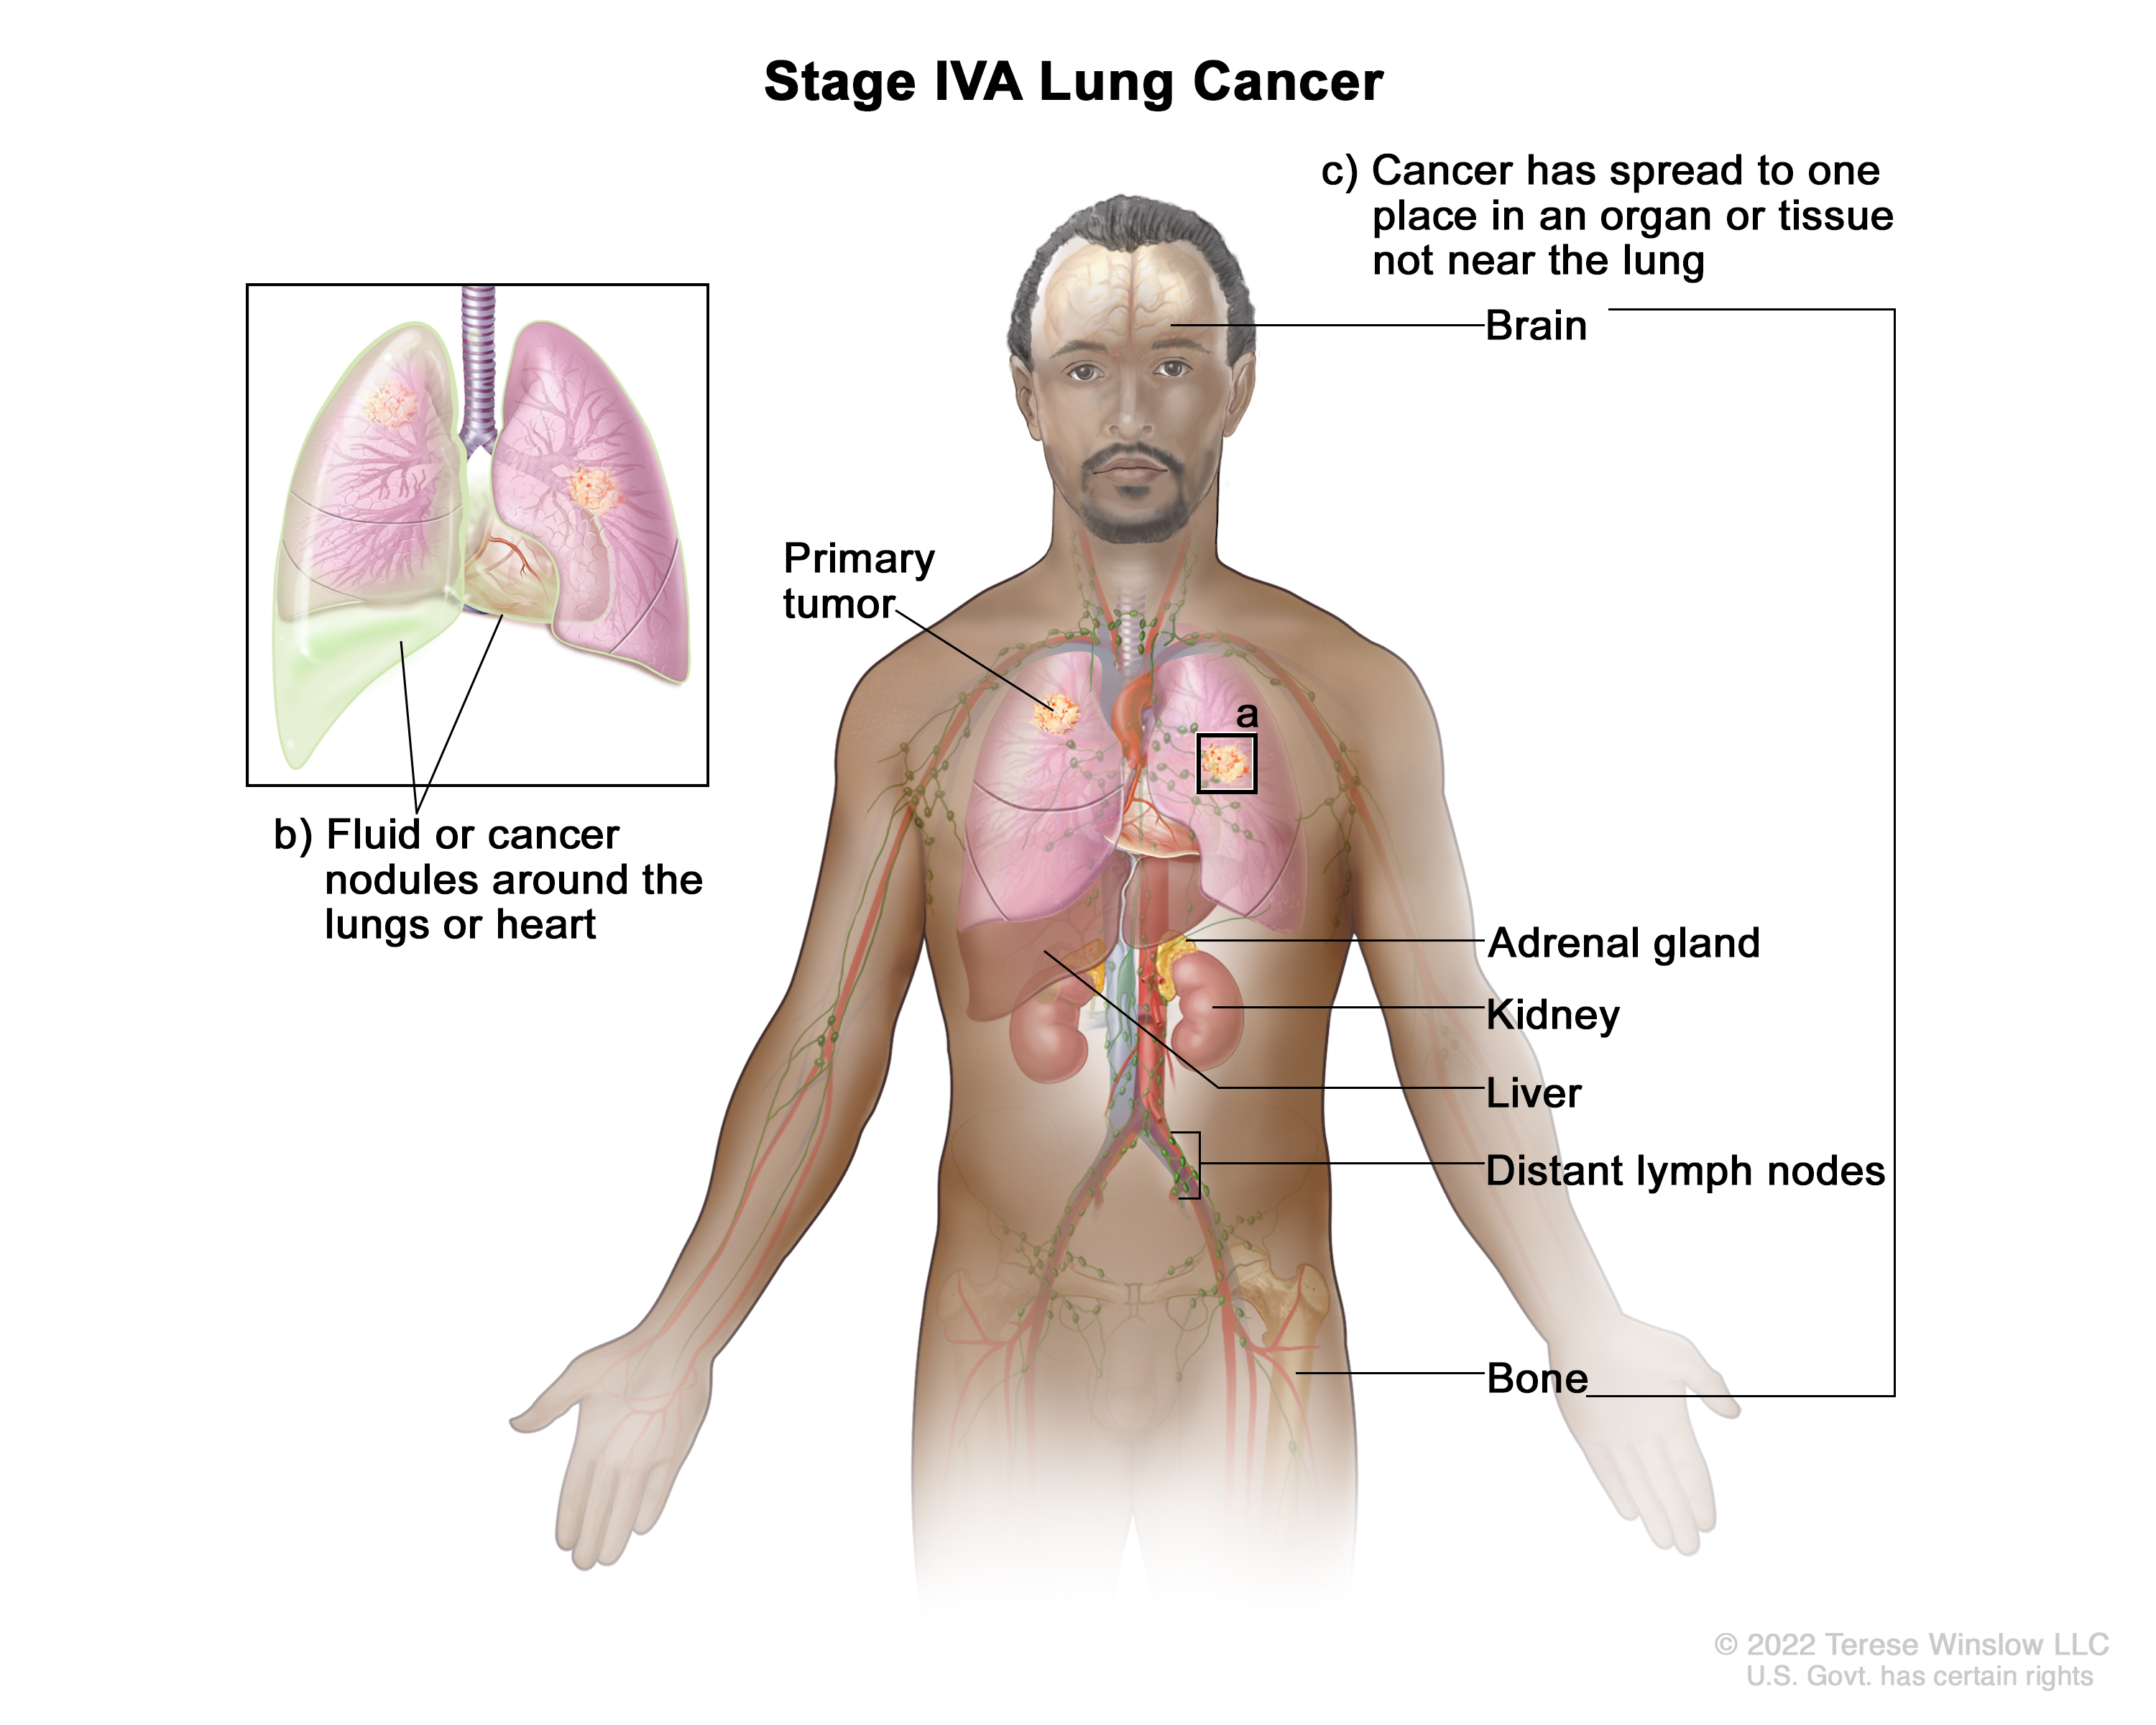 Stage IVA Lung Cancer
c) Cancer has spread to one
place in an organ or tissue
not near the lung
Brain
Primary
tumor
a
b) Fluid or cancer
nodules around the
lungs or heart
Adrenal gland
Kidney
Liver
Distant lymph nodes
Bone
© 2022 Terese Winslow LLC
U.S. Govt. has certain rights